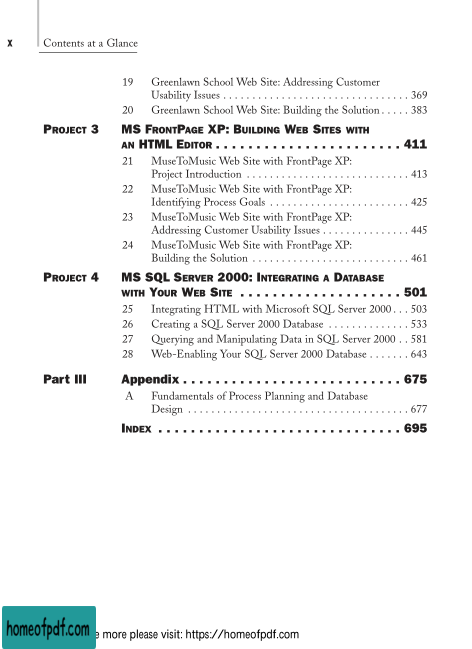 x Contents at a Glance
19 Greenlawn School Web Site: Addressing Customer
Usability Issues . . . . . . . . . . . . . . . . . . . . . . . . . . . . . . . 369
20 Greenlawn School Web Site: Building the Solution . . . . . 383
PROJECT 3 MS FRONTPAGE XP: BUILDING WEB SITES WITH
AN HTML EDITOR . . . . . . . . . . . . . . . . . . . . . . . . 411
21 MuseToMusic Web Site with FrontPage XP:
Project Introduction . . . . . . . . . . . . . . . . . . . . . . . . . . . 413
22 MuseToMusic Web Site with FrontPage XP:
Identifying Process Goals . . . . . . . . . . . . . . . . . . . . . . . 425
23 MuseToMusic Web Site with FrontPage XP:
Addressing Customer Usability Issues . . . . . . . . . . . . . . . 445
24 MuseToMusic Web Site with FrontPage XP:
Building the Solution . . . . . . . . . . . . . . . . . . . . . . . . . . 461
PROJECT 4 MS SQL SERVER 2000: INTEGRATING A DATABASE
WITH YOUR WEB SITE . . . . . . . . . . . . . . . . . . . . 501
25 Integrating HTML with Microsoft SQL Server 2000 . . . 503
26 Creating a SQL Server 2000 Database . . . . . . . . . . . . . . 533
27 Querying and Manipulating Data in SQL Server 2000 . . 581
28 Web-Enabling Your SQL Server 2000 Database . . . . . . . 643
Part III Appendix . . . . . . . . . . . . . . . . . . . . . . . . . . . 675
A Fundamentals of Process Planning and Database
Design . . . . . . . . . . . . . . . . . . . . . . . . . . . . . . . . . . . . . 677
INDEX . . . . . . . . . . . . . . . . . . . . . . . . . . . . . . 695
homeofpdf.com e more please visit: https://homeofpdf.com